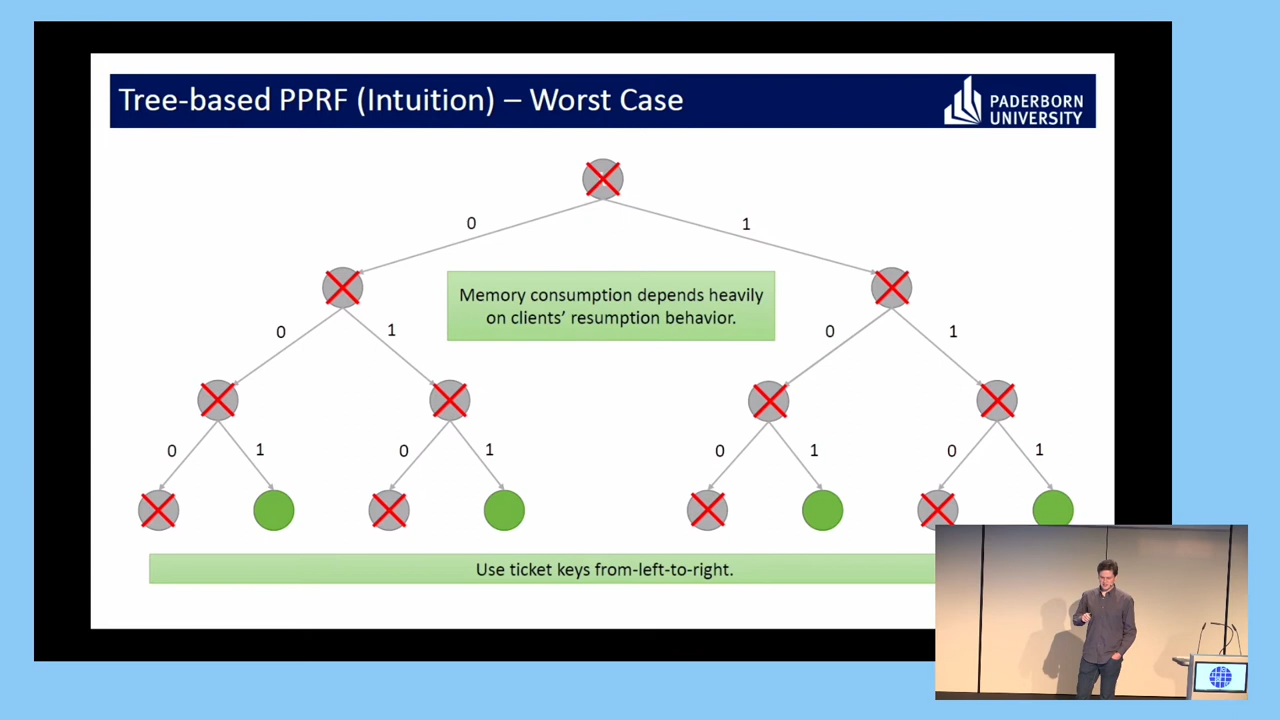 Tree-based PPRF (Intuition) – Worst Case
PADERBORN
UNIVERSITY
0
1
Memory consumption depends heavily
on clients’ resumption behavior.
0
1
0
1
0
1
0
1
0
1
0
1
Use ticket keys from-left-to-right.